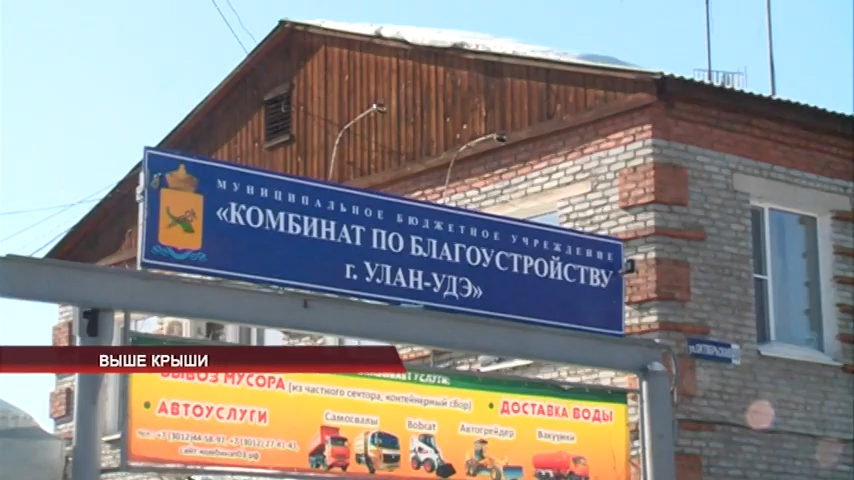 МУНИЦИПАЛЬНОЕ БЮДЖЕТНОЕ УЧРЕЖДЕНИЕ
«КОМБИНАТ ПО БЛАГОУСТРОЙСТВУ
г. УЛАН-УДЭ»
ВЫШЕ КРЫШИ
УСЛУГИ:
ВЫВОЗ МУСОРА (из частного сектора, контейнерный сбор)
• ДОСТАВКА ВОДЫ
• АВТОУСЛУГИ
Самосвалы Bobcat Автогрейдер Вакуумки